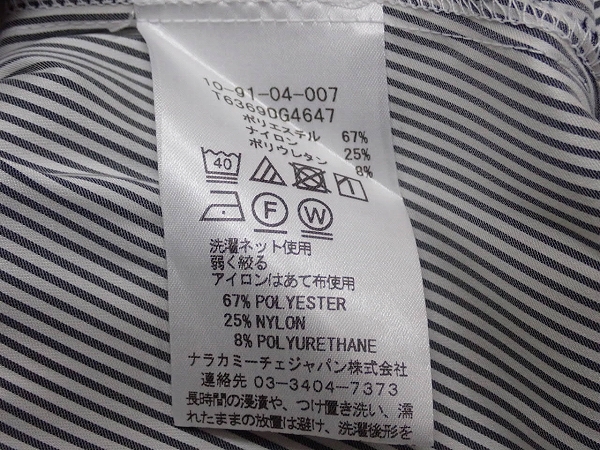 10-91-04-007
T63690G4647
ポリエステル 67%
ナイロン 25%
ポリウレタン 8%
40
F W
洗濯ネット使用
弱く絞る
アイロンはあて布使用
67% POLYESTER
25% NYLON
8% POLYURETHANE
ナラカミーチェジャパン株式会社
連絡先 03-3404-7373
長時間の浸漬や、つけ置き洗い、濡
れたままの放置は避け、洗濯後形を